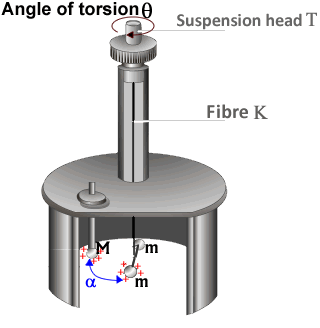 Angle of torsion θ
Suspension head T
Fibre K
M
m
α
m